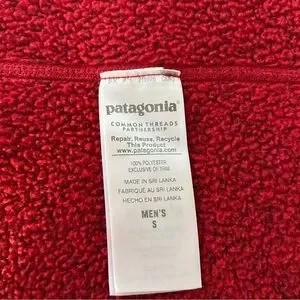 patagonia®
COMMON THREADS
PARTNERSHIP
Repair, Reuse, Recycle
This Product
www.patagonia.com
100% POLYESTER
EXCLUSIVE OF TRIM
MADE IN SRI LANKA
FABRIQUÉ AU SRI LANKA
HECHO EN SRI LANKA
MEN'S
S